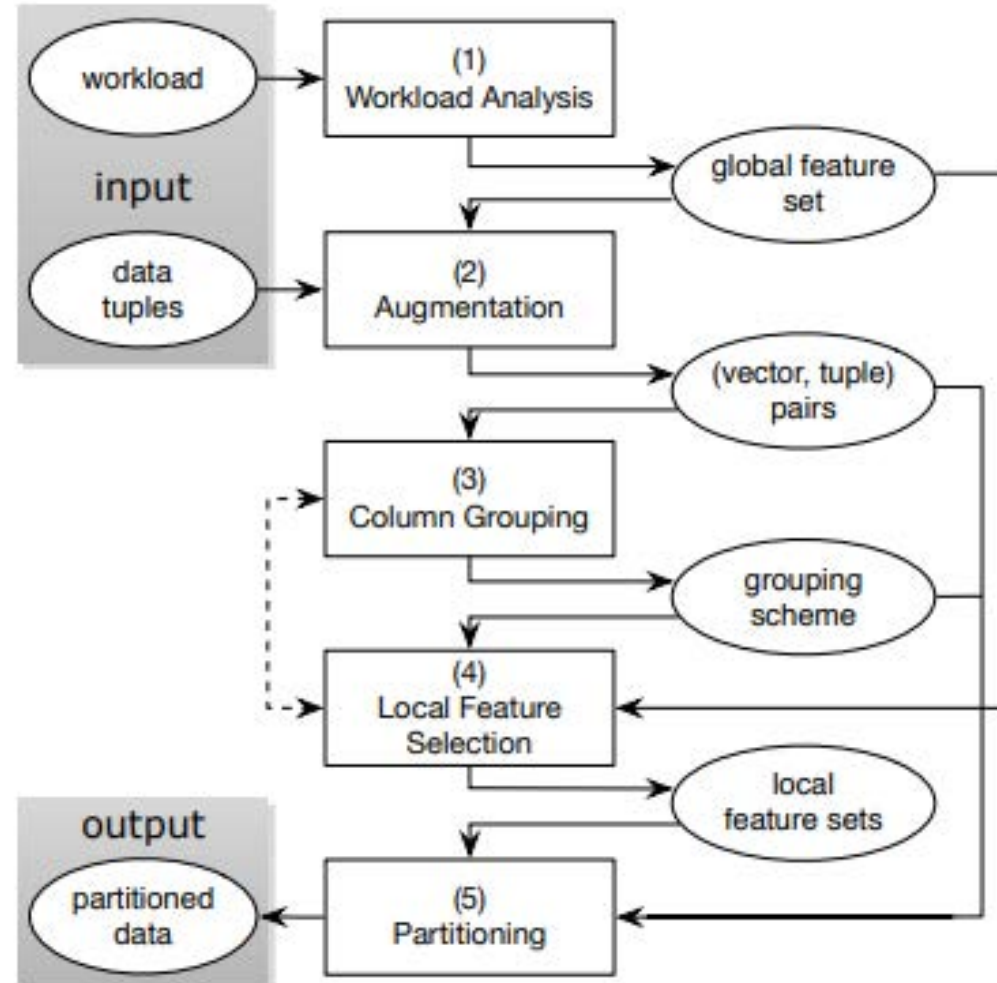 workload
(1)
Workload Analysis
global feature
set
input
data
tuples
(2)
Augmentation
(vector, tuple)
pairs
(3)
Column Grouping
grouping
scheme
(4)
Local Feature
Selection
local
feature sets
output
partitioned
data
(5)
Partitioning